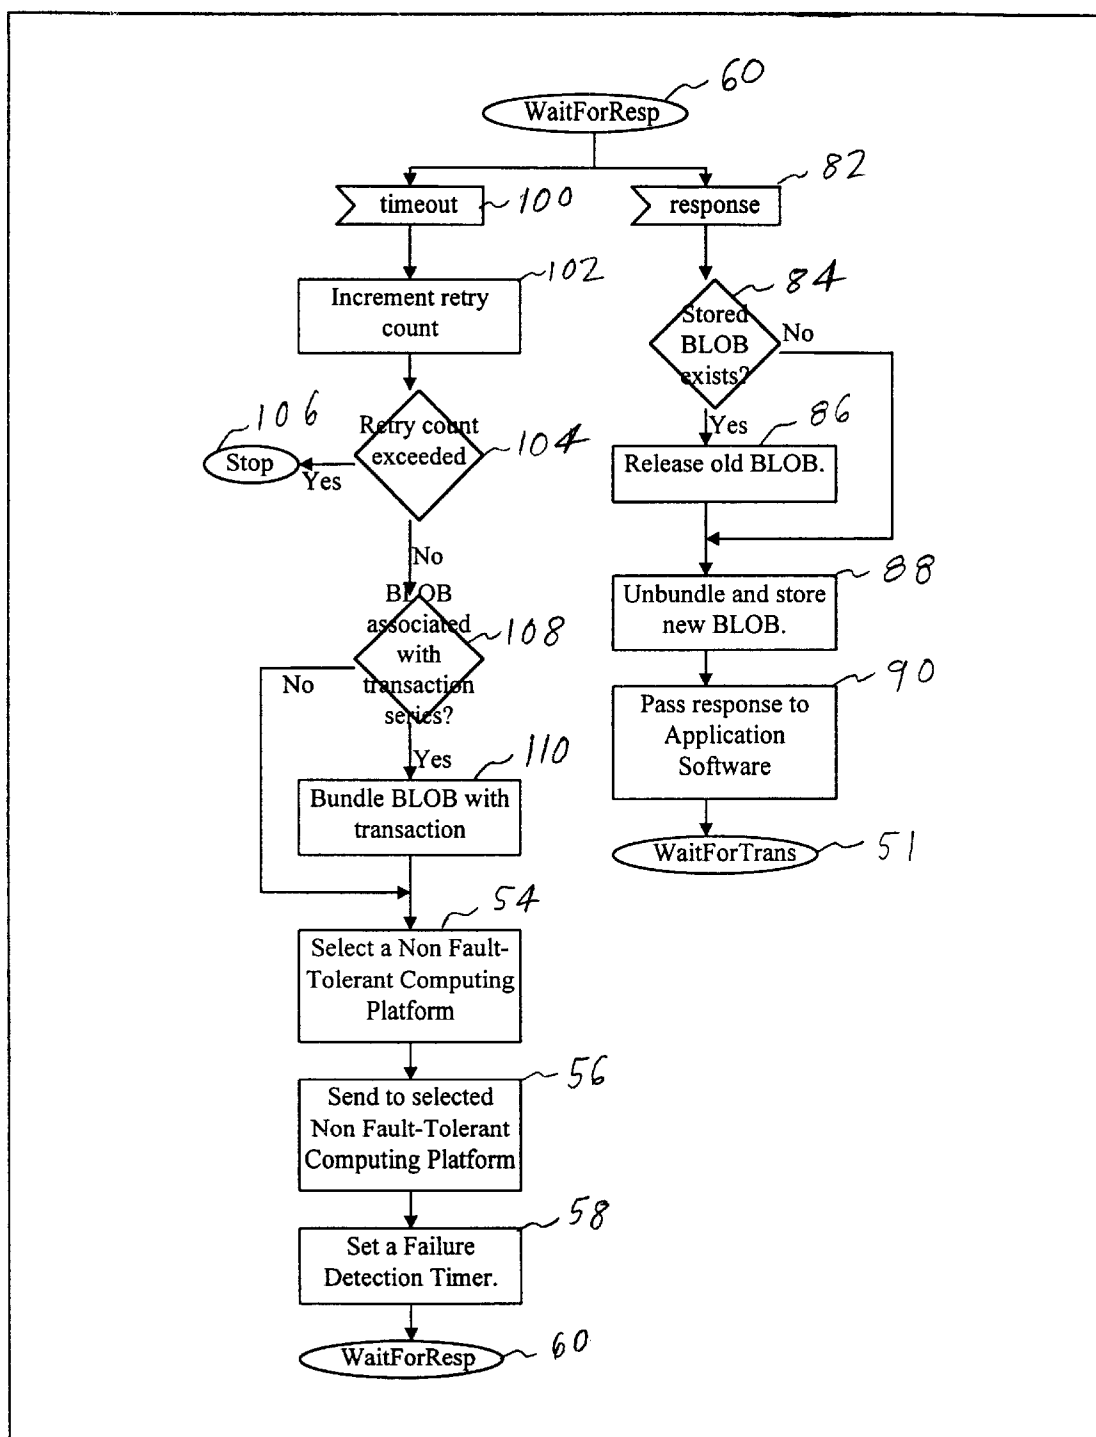 60
WaitForResp
timeout
100
response
82
Increment retry
count
102
Stored
BLOB
exists?
84
No
Yes
Retry count
exceeded
104
106
Stop
Yes
No
Release old BLOB.
86
BLOB
associated
with
transaction
series?
108
No
Yes
Unbundle and store
new BLOB.
88
Pass response to
Application
Software
90
Bundle BLOB with
transaction
110
WaitForTrans
51
Select a Non Fault-
Tolerant Computing
Platform
54
Send to selected
Non Fault-Tolerant
Computing Platform
56
Set a Failure
Detection Timer.
58
WaitForResp
60